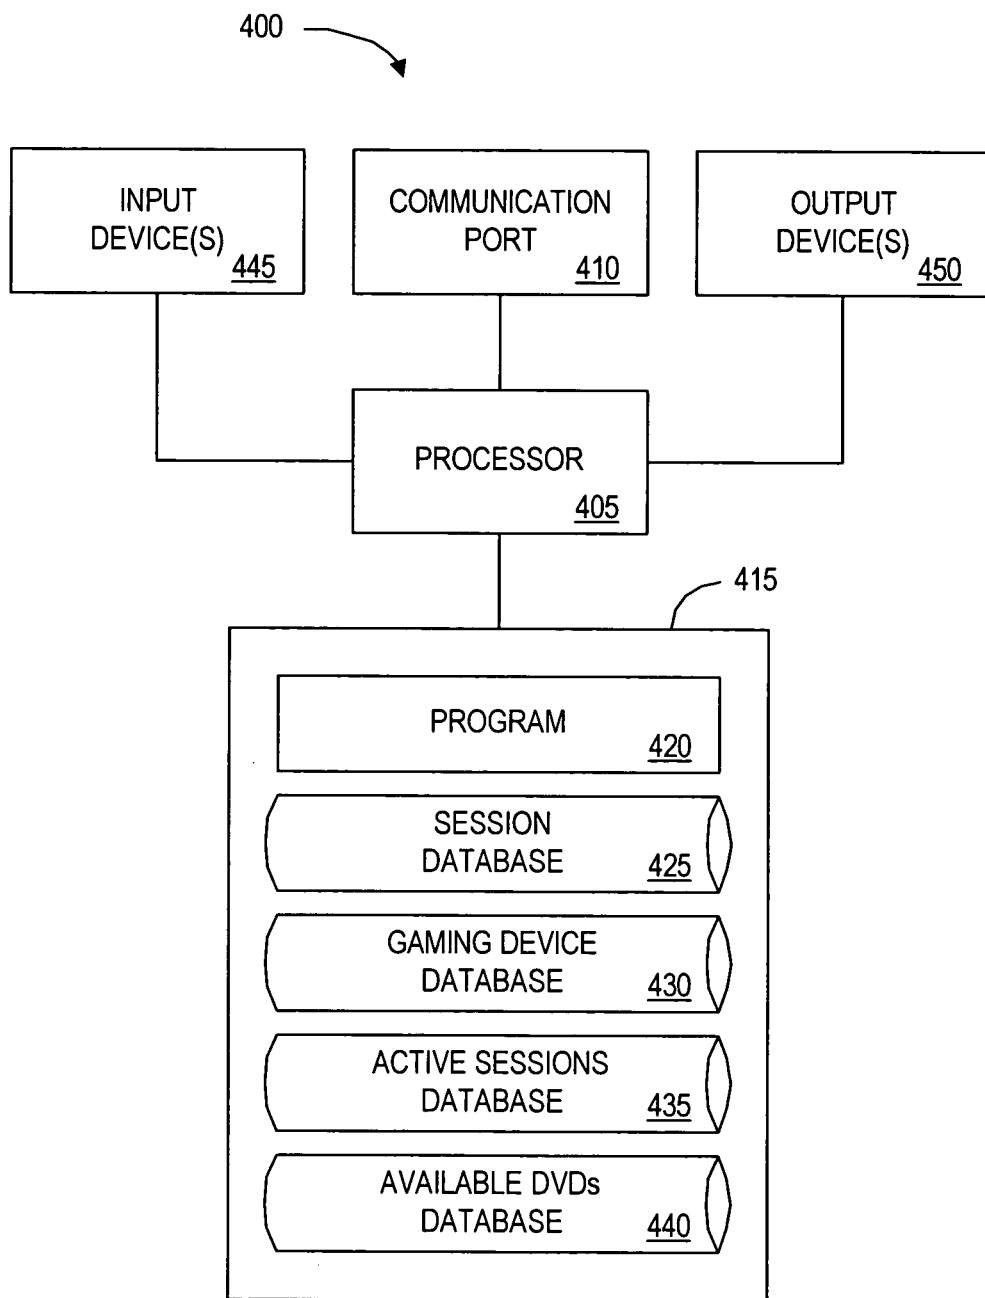 400
INPUT
DEVICE(S)
445
COMMUNICATION
PORT
410
OUTPUT
DEVICE(S)
450
PROCESSOR
405
415
PROGRAM
420
SESSION
DATABASE
425
GAMING DEVICE
DATABASE
430
ACTIVE SESSIONS
DATABASE
435
AVAILABLE DVDs
DATABASE
440